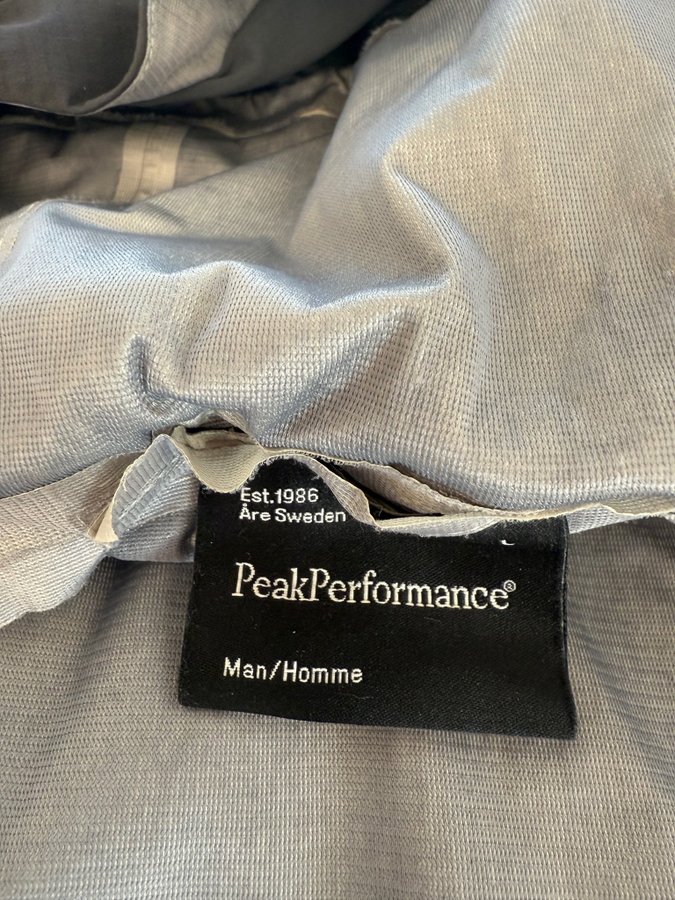 Est.1986
Åre Sweden
PeakPerformance®
Man/Homme